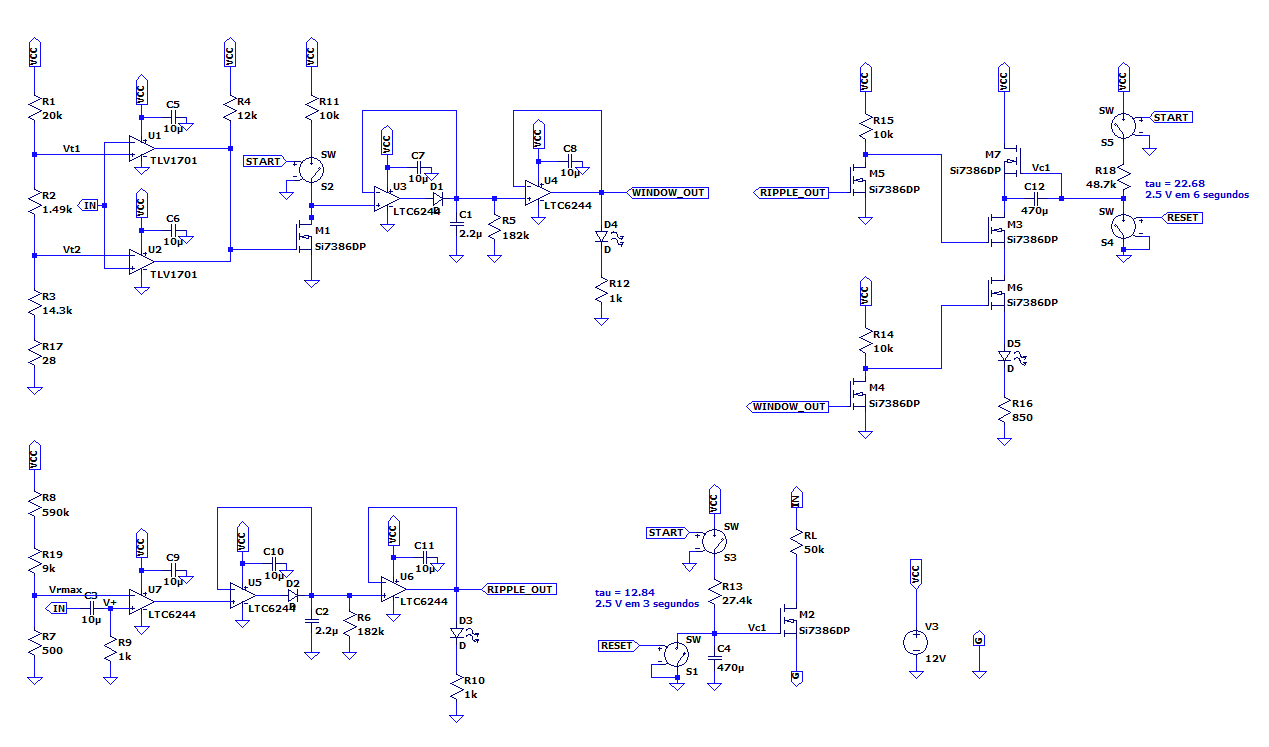 VCC
R1
20k
Vt1
R2
1.49k
IN
Vt2
R3
14.3k
R17
28
VCC
C5
10µ
U1
TLV1701
VCC
C6
10µ
U2
TLV1701
VCC
R4
12k
VCC
R11
10k
START
SW
S2
M1
Si7386DP
VCC
C7
10µ
U3
LTC6244
D1
D
C1
2.2µ
R5
182k
VCC
C8
10µ
U4
LTC6244
WINDOW_OUT
D4
D
R12
1k
VCC
R15
10k
RIPPLE_OUT
M5
Si7386DP
VCC
R14
10k
WINDOW_OUT
M4
Si7386DP
VCC
M7
Si7386DP
Vc1
C12
470µ
M3
Si7386DP
M6
Si7386DP
D5
D
R16
850
VCC
SW
START
S5
R18
48.7k
tau = 22.68
2.5 V em 6 segundos
SW
RESET
S4
VCC
R8
590k
R19
9k
Vrmax
IN
C3
10µ
V+
R7
500
R9
1k
VCC
C9
10µ
U7
LTC6244
VCC
C10
10µ
U5
LTC6244
D2
D
C2
2.2µ
R6
182k
VCC
C11
10µ
U6
LTC6244
RIPPLE_OUT
D3
D
R10
1k
VCC
START
SW
S3
tau = 12.84
2.5 V em 3 segundos
R13
27.4k
RESET
SW
S1
Vc1
C4
470µ
IN
RL
50k
M2
Si7386DP
G
VCC
V3
12V
G